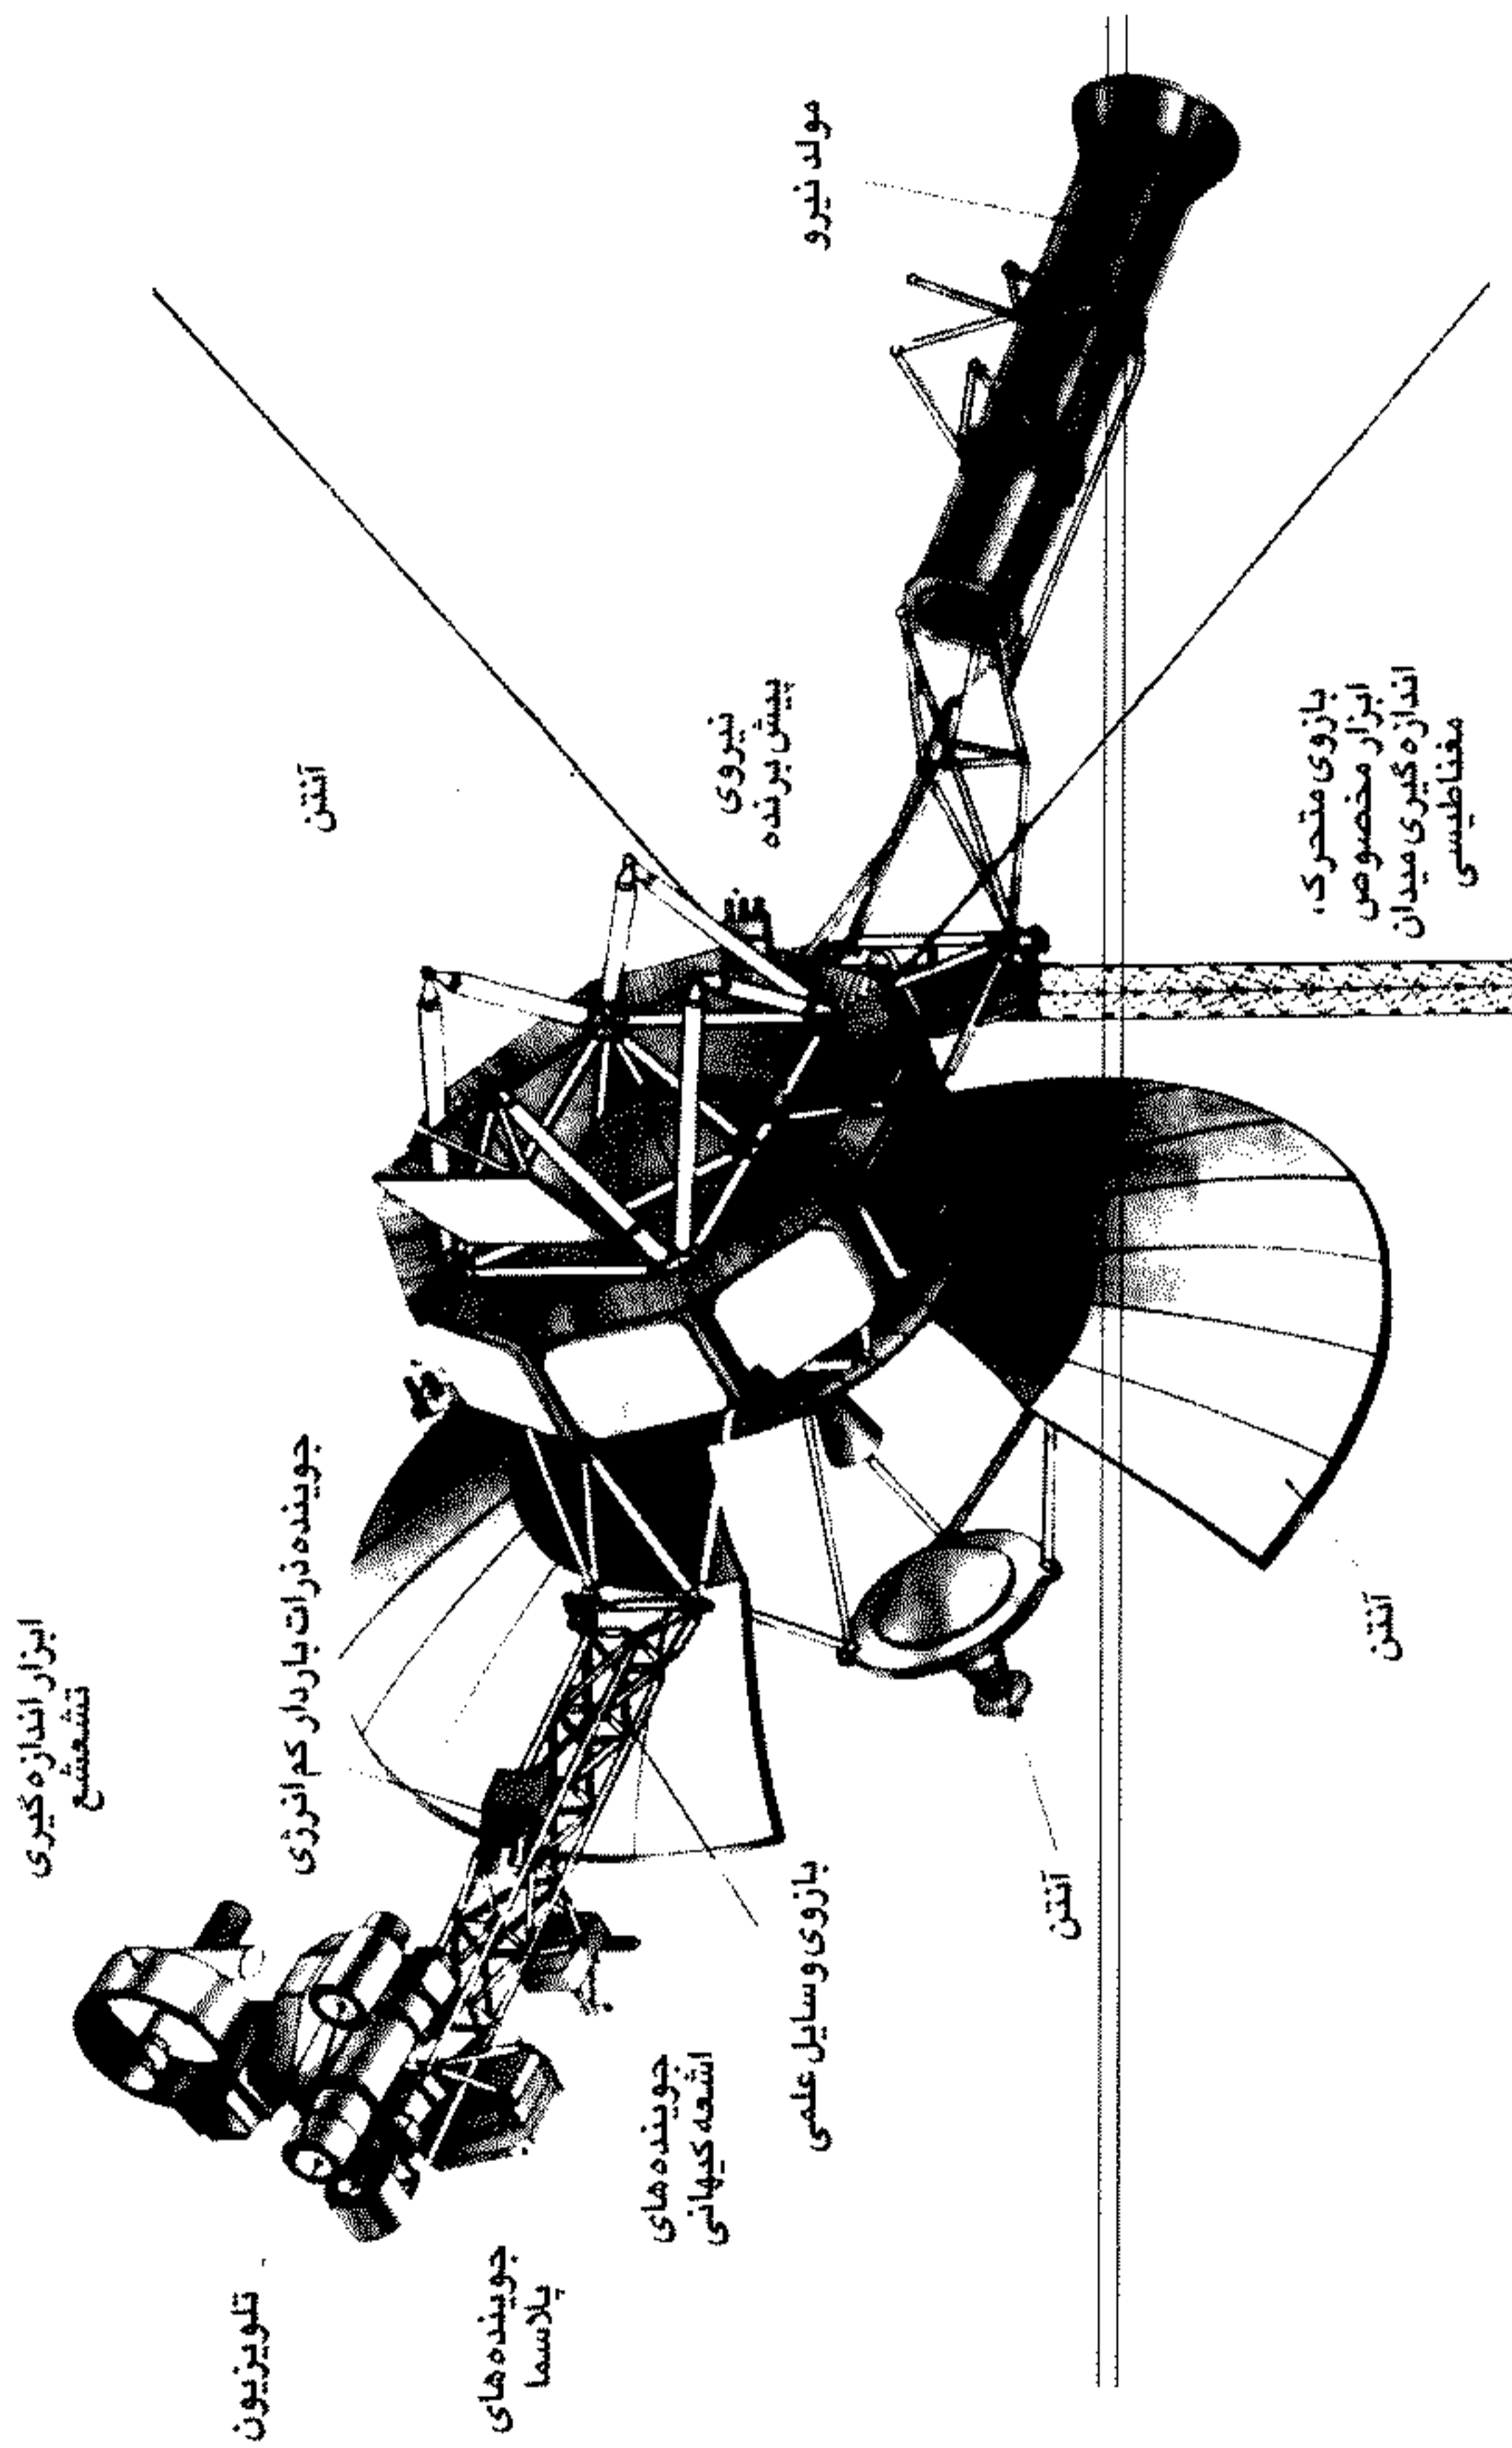 ابزار اندازه‌گیری
تشعشع
تلویزیون
جوینده ذرات باردار کم انرژی
آنتن
جوینده‌های
پلاسما
جوینده‌های
اشعه کیهانی
نیروی
پیش برنده
بازوی وسایل علمی
مولد نیرو
آنتن
آنتن
بازوی متحرک،
ابزار مخصوص
اندازه‌گیری میدان
مغناطیسی